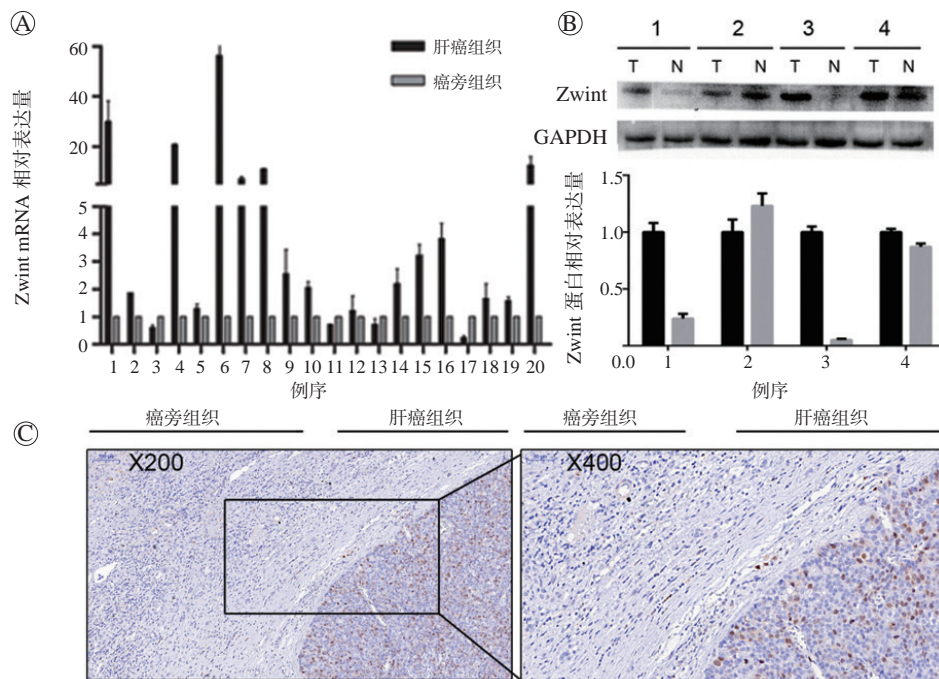 A
Zwint mRNA 相对表达量
60
40
20
5
4
3
2
1
0
肝癌组织
癌旁组织
1 2 3 4 5 6 7 8 9 10 11 12 13 14 15 16 17 18 19 20
例序
B
1 2 3 4
T N T N T N T N
Zwint
GAPDH
Zwint 蛋白相对表达量
1.5
1.0
0.5
0.0
1 2 3 4
例序
C
癌旁组织 肝癌组织 癌旁组织 肝癌组织
X200 X400